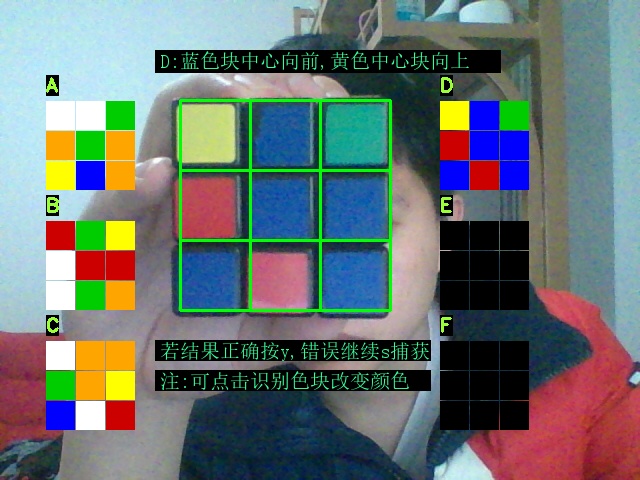 D:蓝色块中心向前,黄色中心块向上
A
D
B
E
C
F
若结果正确按y,错误继续s捕获
注:可点击识别色块改变颜色